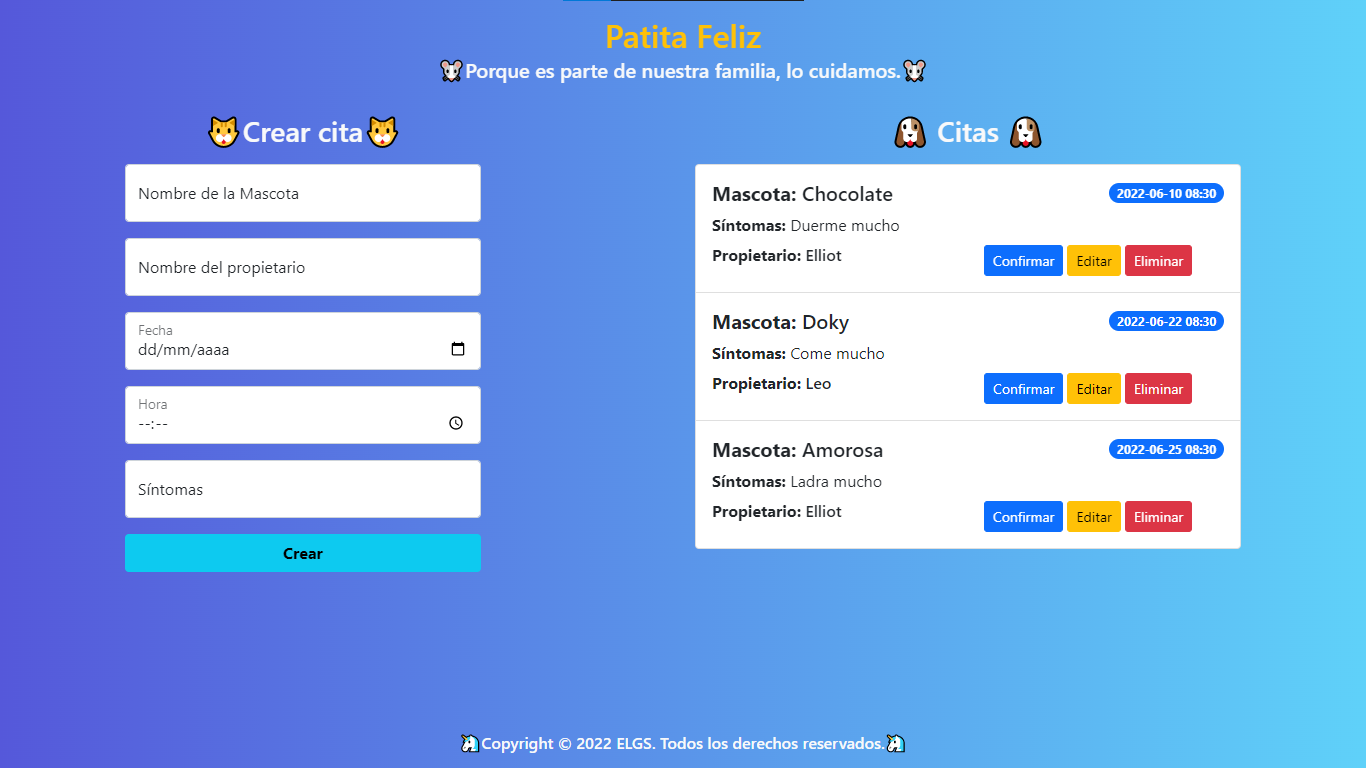 Patita Feliz
🐭Porque es parte de nuestra familia, lo cuidamos.🐭
🐱Crear cita🐱
Nombre de la Mascota
Nombre del propietario
Fecha
dd/mm/aaaa
Hora
--:--
Síntomas
Crear
🐶 Citas 🐶
Mascota: Chocolate 2022-06-10 08:30
Síntomas: Duerme mucho
Propietario: Elliot Confirmar Editar Eliminar
Mascota: Doky 2022-06-22 08:30
Síntomas: Come mucho
Propietario: Leo Confirmar Editar Eliminar
Mascota: Amorosa 2022-06-25 08:30
Síntomas: Ladra mucho
Propietario: Elliot Confirmar Editar Eliminar
🦄Copyright © 2022 ELGS. Todos los derechos reservados.🦄